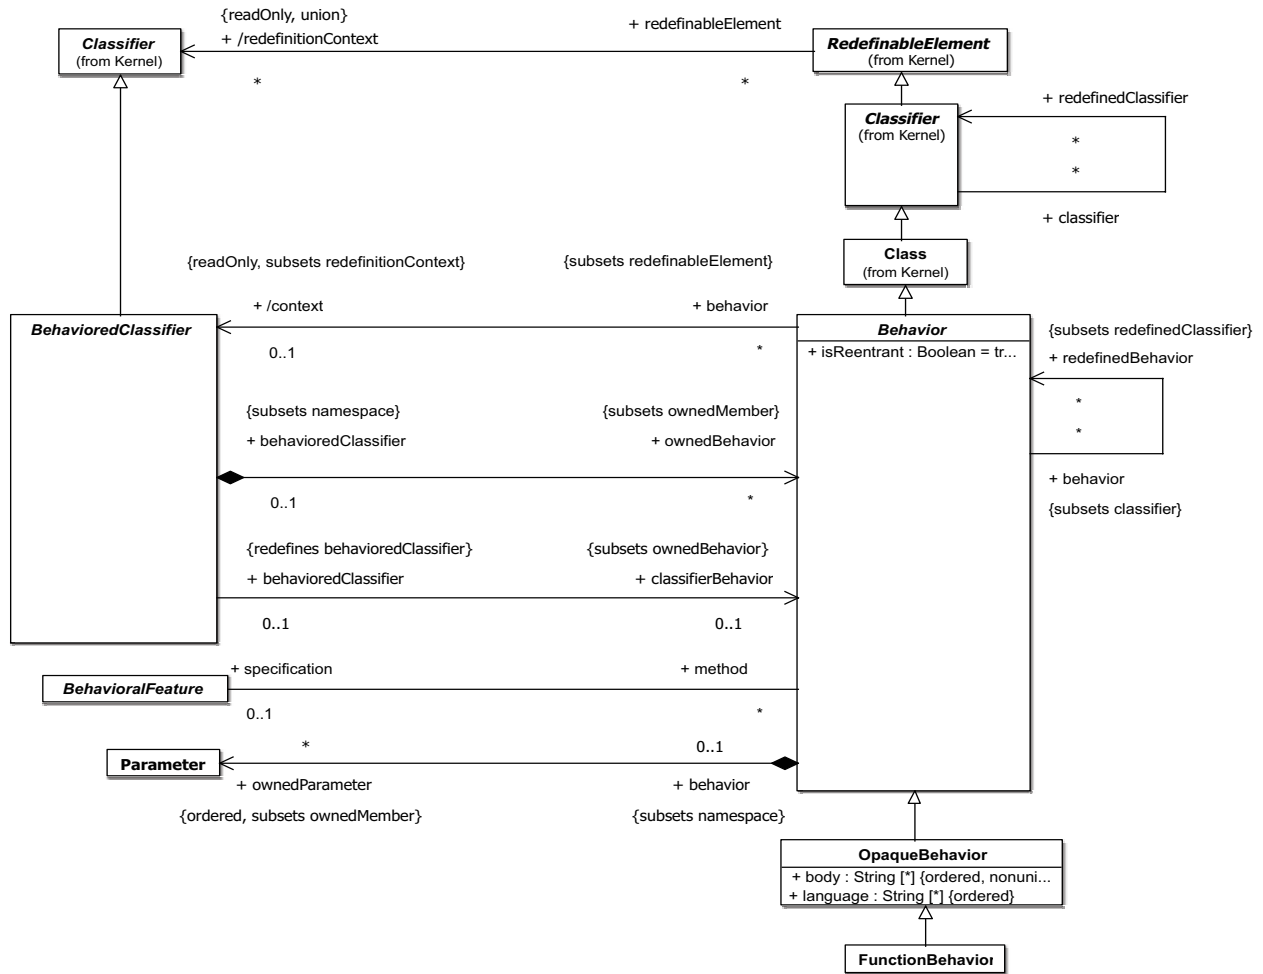 {readOnly, union}
+ /redefinitionContext
+ redefinableElement
Classifier
(from Kernel)
RedefinableElement
(from Kernel)
*
*
Classifier
(from Kernel)
+ redefinedClassifier
*
*
+ classifier
Class
(from Kernel)
{readOnly, subsets redefinitionContext}
{subsets redefinableElement}
+ /context
+ behavior
0..1
*
BehavioredClassifier
Behavior
+ isReentrant : Boolean = tr...
{subsets redefinedClassifier}
+ redefinedBehavior
*
*
+ behavior
{subsets classifier}
{subsets namespace}
{subsets ownedMember}
+ behavioredClassifier
+ ownedBehavior
0..1
*
{redefines behavioredClassifier}
{subsets ownedBehavior}
+ behavioredClassifier
+ classifierBehavior
0..1
0..1
+ specification
+ method
BehavioralFeature
0..1
*
*
0..1
Parameter
+ ownedParameter
+ behavior
{ordered, subsets ownedMember}
{subsets namespace}
OpaqueBehavior
+ body : String [*] {ordered, nonuni...
+ language : String [*] {ordered}
FunctionBehavior